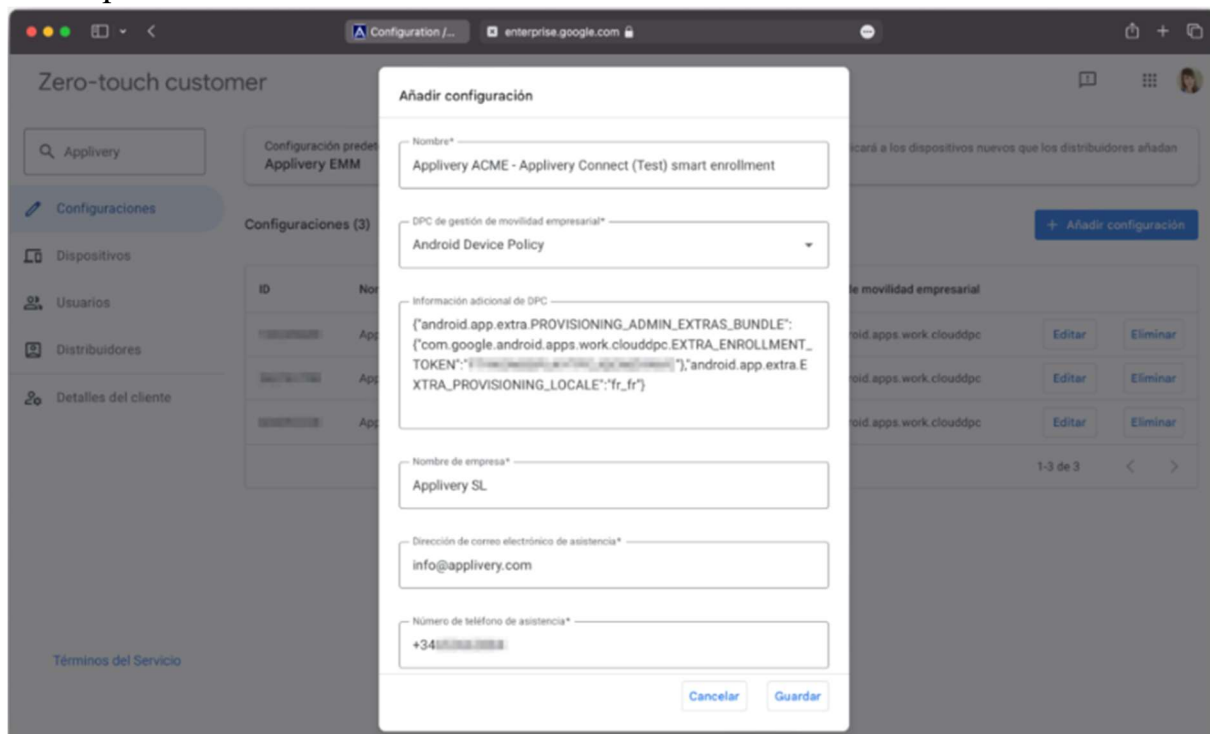 Configuration /...
enterprise.google.com
Zero-touch customer
Applivery
Configuraciones
Dispositivos
Usuarios
Distribuidores
Detalles del cliente
Términos del Servicio
Configuración predet
Applivery EMM
icará a los dispositivos nuevos que los distribuidores añadan
Configuraciones (3)
+ Añadir configuración
ID Nor e movilidad empresarial
App roid.apps.work.clouddpc Editar Eliminar
App roid.apps.work.clouddpc Editar Eliminar
App roid.apps.work.clouddpc Editar Eliminar
1-3 de 3
Añadir configuración
Nombre*
Applivery ACME - Applivery Connect (Test) smart enrollment
DPC de gestión de movilidad empresarial*
Android Device Policy
Información adicional de DPC
{"android.app.extra.PROVISIONING_ADMIN_EXTRAS_BUNDLE":
{"com.google.android.apps.work.clouddpc.EXTRA_ENROLLMENT_
TOKEN":" "},"android.app.extra.E
XTRA_PROVISIONING_LOCALE":"fr_fr"}
Nombre de empresa*
Applivery SL
Dirección de correo electrónico de asistencia*
info@applivery.com
Número de teléfono de asistencia*
+34
Cancelar Guardar